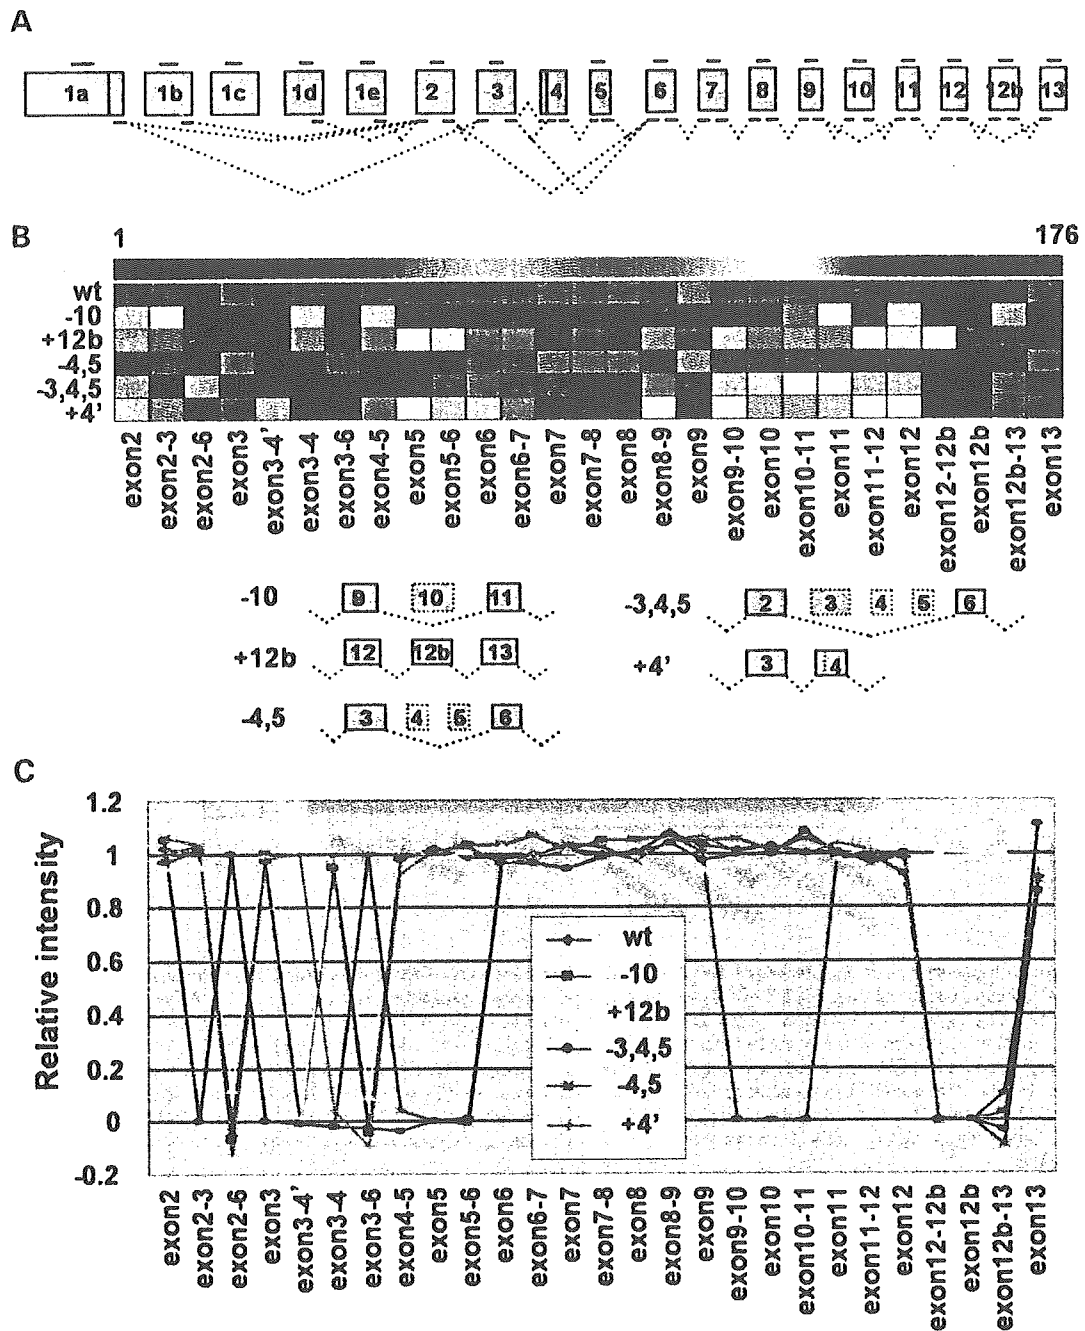 A
1a 1b 1c 1d 1e 2 3 4 5 6 7 8 9 10 11 12 12b 13
B
1 176
wt
-10
+12b
-4,5
-3,4,5
+4'
exon2 exon2-3 exon2-6 exon3 exon3-4' exon3-4 exon3-6 exon4-5 exon5 exon5-6 exon6 exon6-7 exon7 exon7-8 exon8 exon8-9 exon9 exon9-10 exon10 exon10-11 exon11 exon11-12 exon12 exon12-12b exon12b exon12b-13 exon13
-10 9 10 11
-3,4,5 2 3 4 5 6
+12b 12 12b 13
+4' 3 4
-4,5 3 4 5 6
C
Relative intensity
1.2
1
0.8
0.6
0.4
0.2
0
-0.2
wt
-10
+12b
-3,4,5
-4,5
+4'
exon2 exon2-3 exon2-6 exon3 exon3-4' exon3-4 exon3-6 exon4-5 exon5 exon5-6 exon6 exon6-7 exon7 exon7-8 exon8 exon8-9 exon9 exon9-10 exon10 exon10-11 exon11 exon11-12 exon12 exon12-12b exon12b exon12b-13 exon13